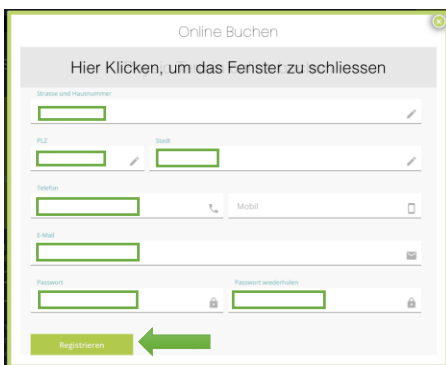 Online Buchen
Hier Klicken, um das Fenster zu schliessen
Strasse und Hausnummer
PLZ Stadt
Telefon
Mobil
E-Mail
Passwort Passwort wiederholen
Registrieren